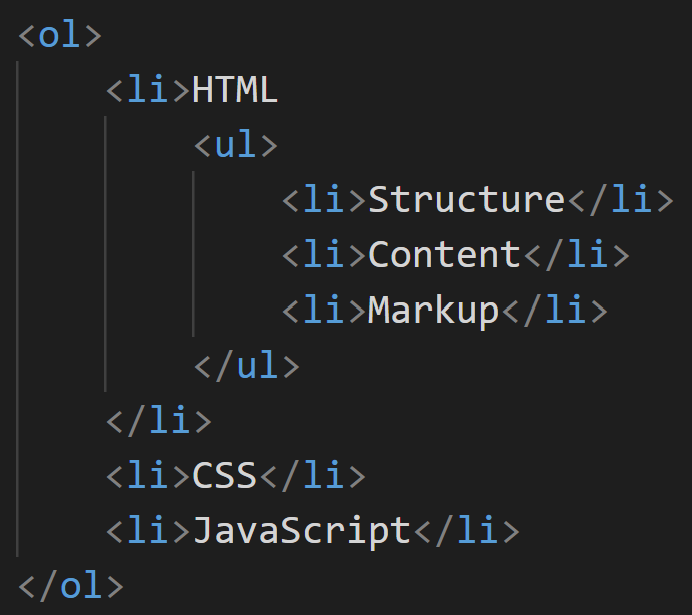 <ol>
<li>HTML
<ul>
<li>Structure</li>
<li>Content</li>
<li>Markup</li>
</ul>
</li>
<li>CSS</li>
<li>JavaScript</li>
</ol>